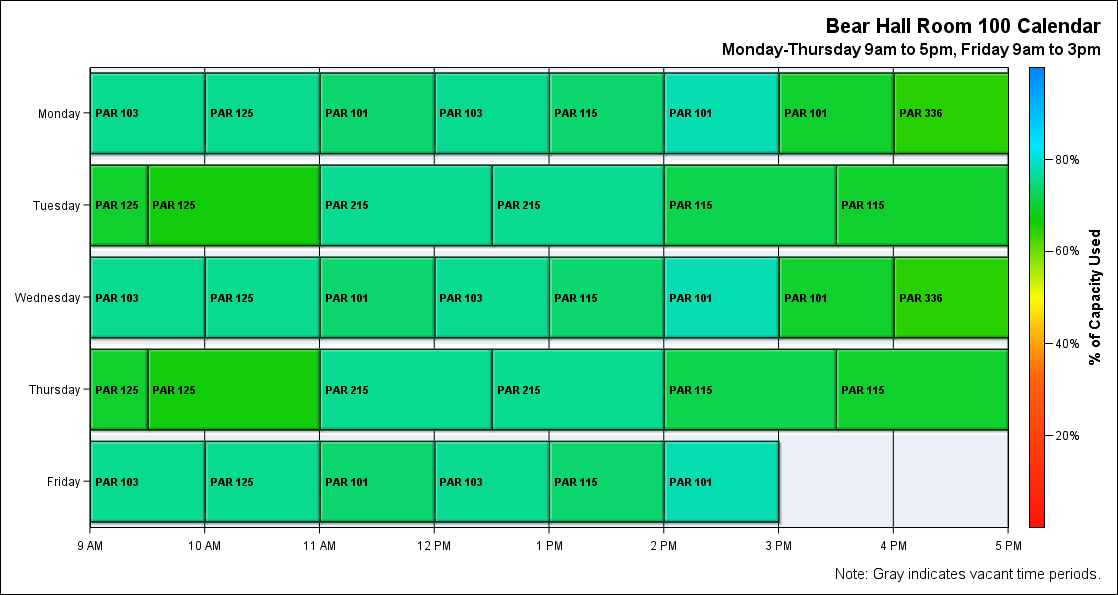 Bear Hall Room 100 Calendar
Monday-Thursday 9am to 5pm, Friday 9am to 3pm
Monday PAR 103 PAR 125 PAR 101 PAR 103 PAR 115 PAR 101 PAR 101 PAR 336
Tuesday PAR 125 PAR 125 PAR 215 PAR 215 PAR 115 PAR 115
Wednesday PAR 103 PAR 125 PAR 101 PAR 103 PAR 115 PAR 101 PAR 101 PAR 336
Thursday PAR 125 PAR 125 PAR 215 PAR 215 PAR 115 PAR 115
Friday PAR 103 PAR 125 PAR 101 PAR 103 PAR 115 PAR 101
9 AM 10 AM 11 AM 12 PM 1 PM 2 PM 3 PM 4 PM 5 PM
80%
60%
40%
20%
% of Capacity Used
Note: Gray indicates vacant time periods.